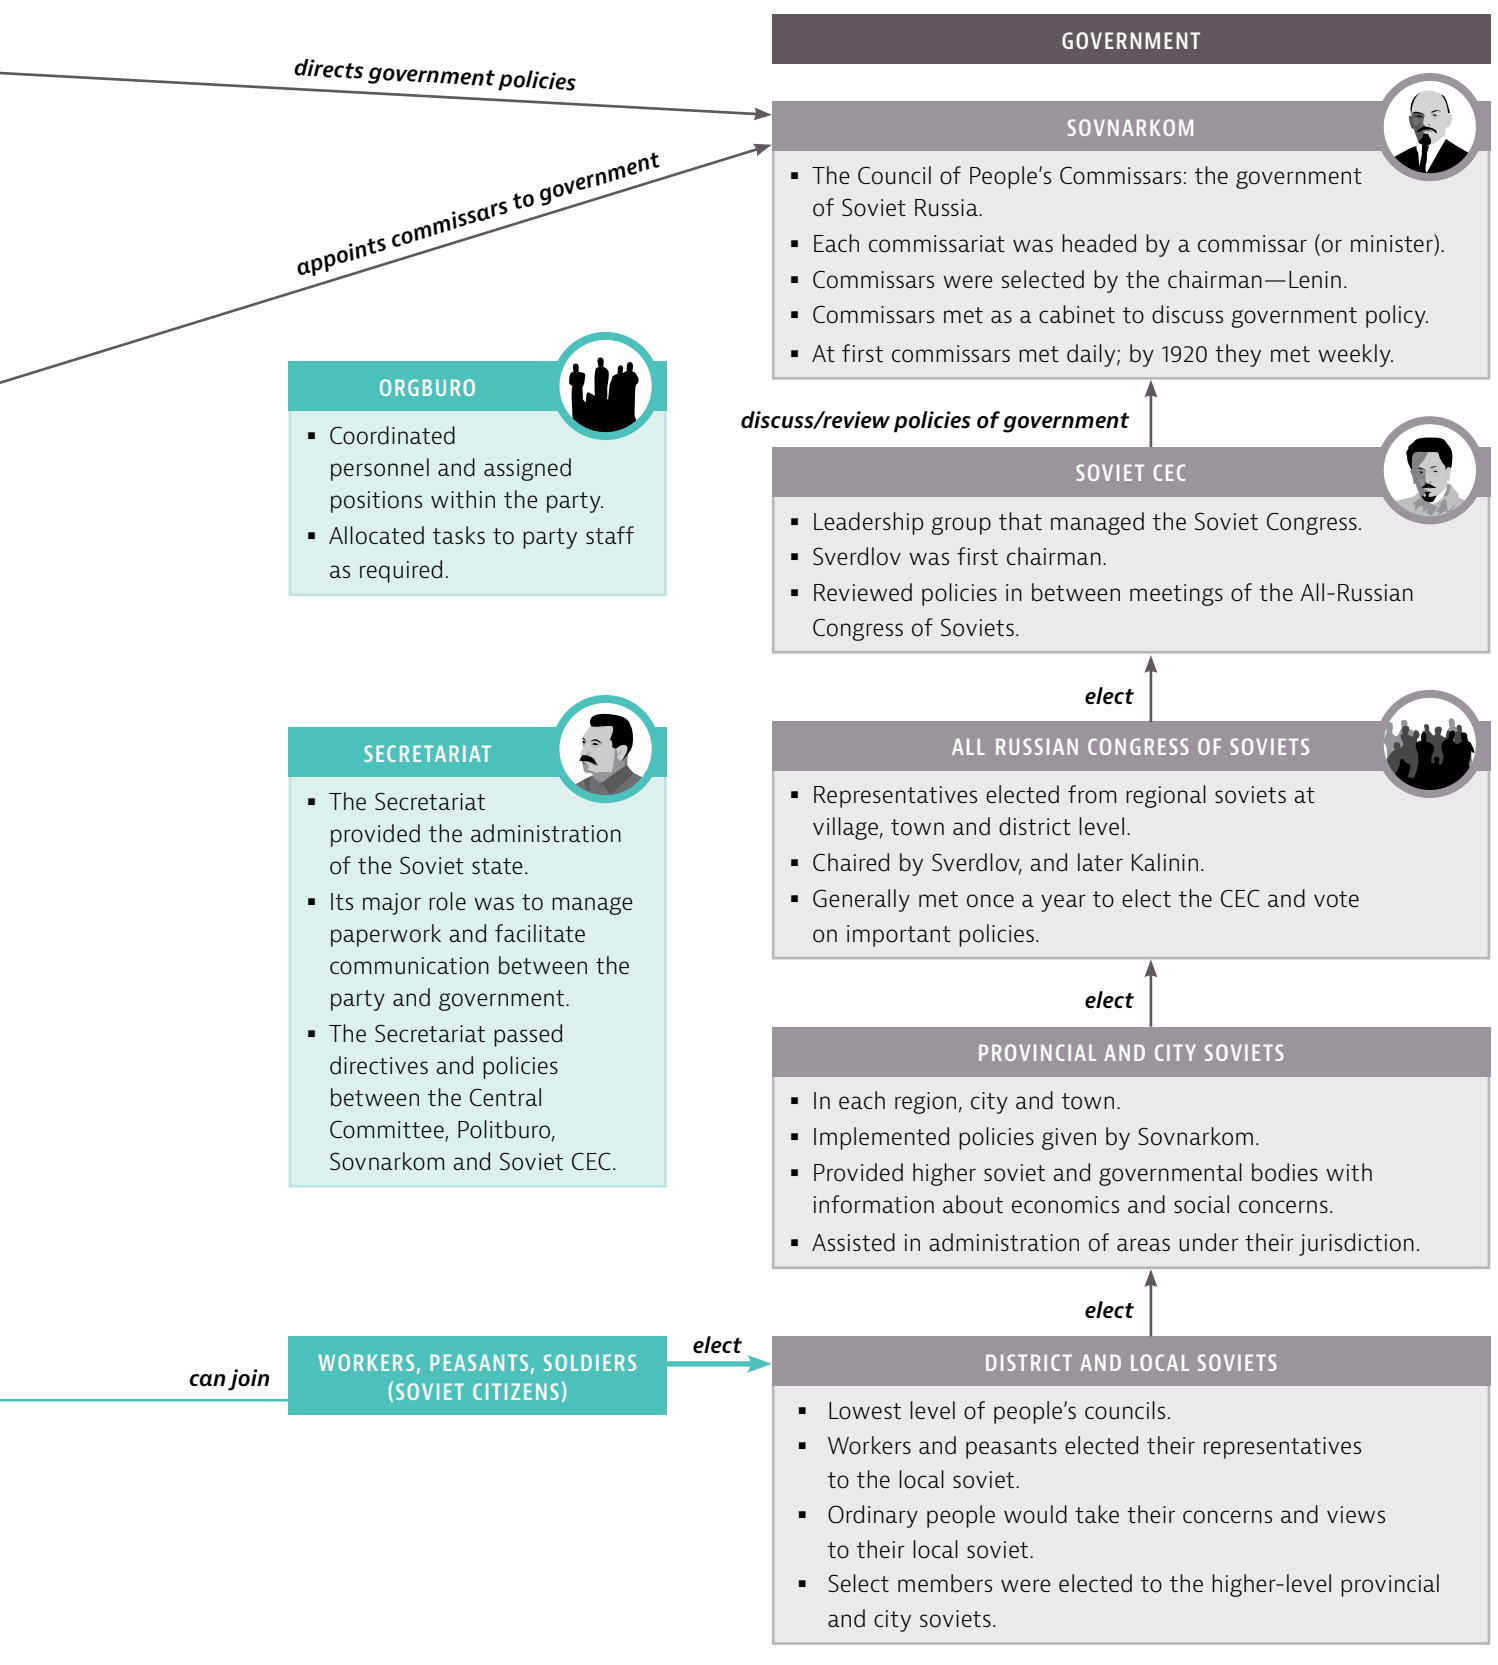 directs government policies
appoints commissars to government
ORGBURO
▪ Coordinated
personnel and assigned
positions within the party.
▪ Allocated tasks to party staff
as required.
SECRETARIAT
▪ The Secretariat
provided the administration
of the Soviet state.
▪ Its major role was to manage
paperwork and facilitate
communication between the
party and government.
▪ The Secretariat passed
directives and policies
between the Central
Committee, Politburo,
Sovnarkom and Soviet CEC.
can join
WORKERS, PEASANTS, SOLDIERS
(SOVIET CITIZENS)
elect
GOVERNMENT
SOVNARKOM
▪ The Council of People’s Commissars: the government
of Soviet Russia.
▪ Each commissariat was headed by a commissar (or minister).
▪ Commissars were selected by the chairman—Lenin.
▪ Commissars met as a cabinet to discuss government policy.
▪ At first commissars met daily; by 1920 they met weekly.
discuss/review policies of government
SOVIET CEC
▪ Leadership group that managed the Soviet Congress.
▪ Sverdlov was first chairman.
▪ Reviewed policies in between meetings of the All-Russian
Congress of Soviets.
elect
ALL RUSSIAN CONGRESS OF SOVIETS
▪ Representatives elected from regional soviets at
village, town and district level.
▪ Chaired by Sverdlov, and later Kalinin.
▪ Generally met once a year to elect the CEC and vote
on important policies.
elect
PROVINCIAL AND CITY SOVIETS
▪ In each region, city and town.
▪ Implemented policies given by Sovnarkom.
▪ Provided higher soviet and governmental bodies with
information about economics and social concerns.
▪ Assisted in administration of areas under their jurisdiction.
elect
DISTRICT AND LOCAL SOVIETS
▪ Lowest level of people’s councils.
▪ Workers and peasants elected their representatives
to the local soviet.
▪ Ordinary people would take their concerns and views
to their local soviet.
▪ Select members were elected to the higher-level provincial
and city soviets.